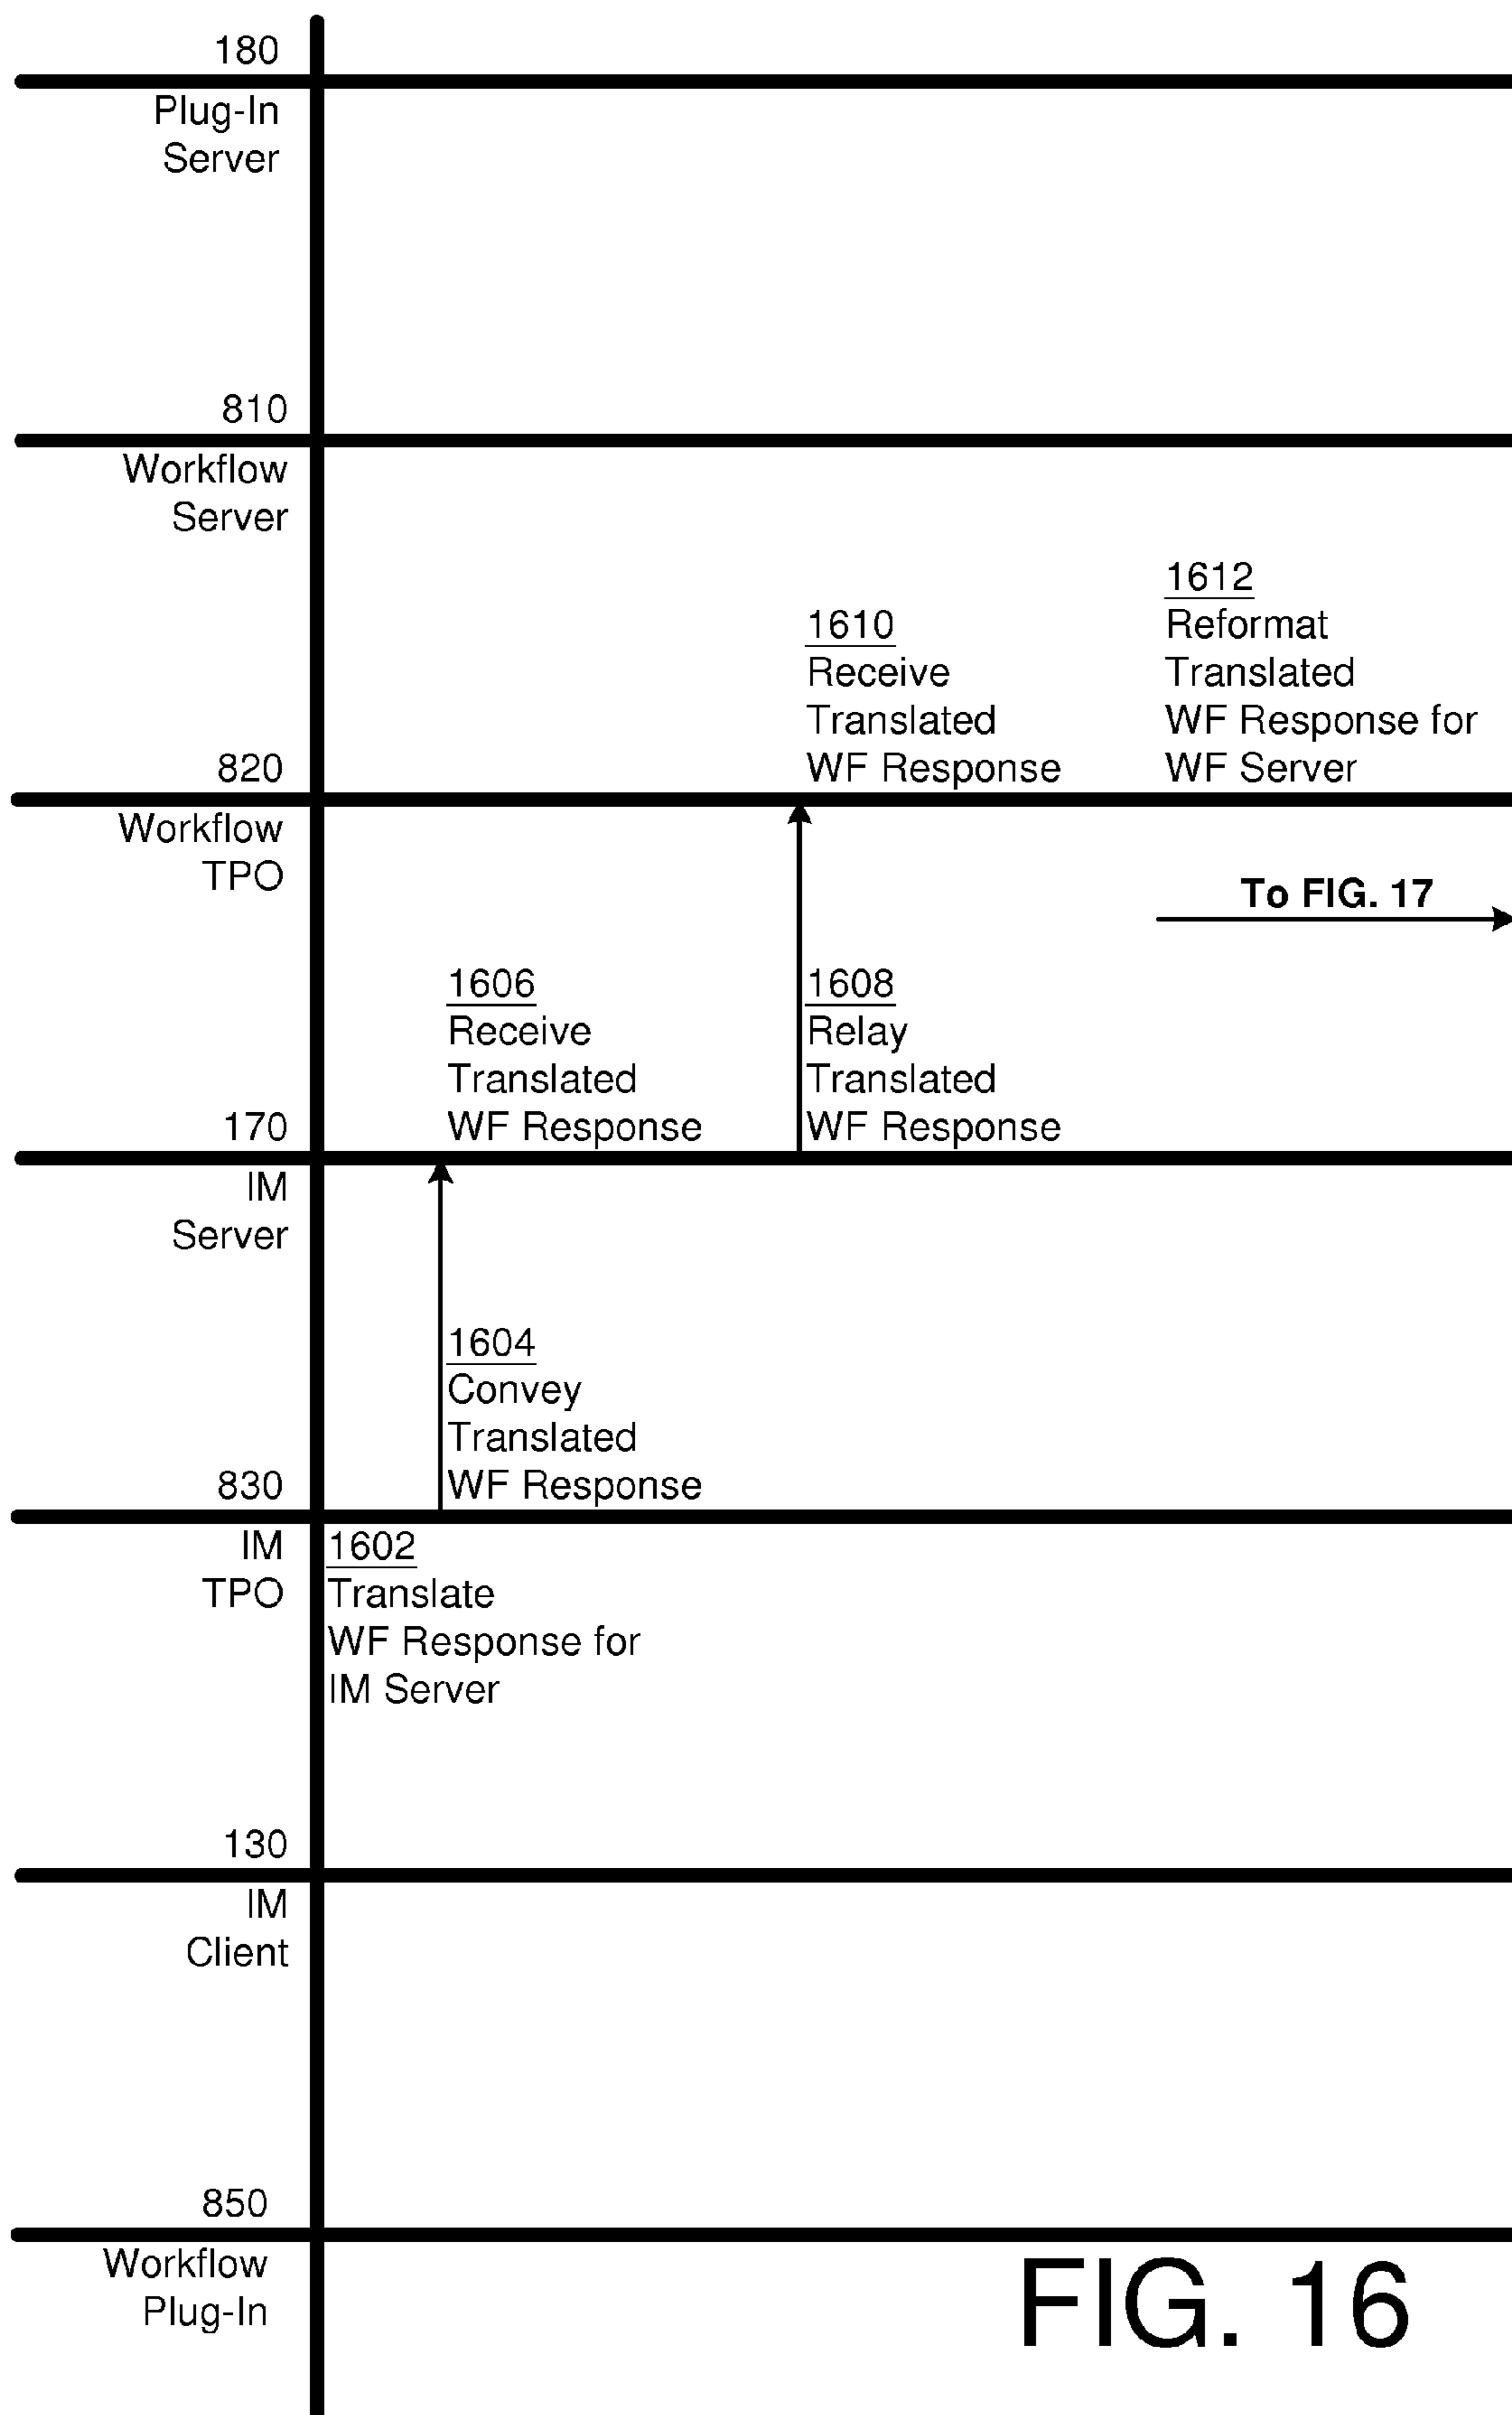 180
Plug-In
Server
810
Workflow
Server
1612
Reformat
Translated
WF Response for
WF Server
1610
Receive
Translated
WF Response
820
Workflow
TPO
To FIG. 17
1606
Receive
Translated
WF Response
1608
Relay
Translated
WF Response
170
IM
Server
1604
Convey
Translated
WF Response
830
IM
TPO
1602
Translate
WF Response for
IM Server
130
IM
Client
850
Workflow
Plug-In
FIG. 16